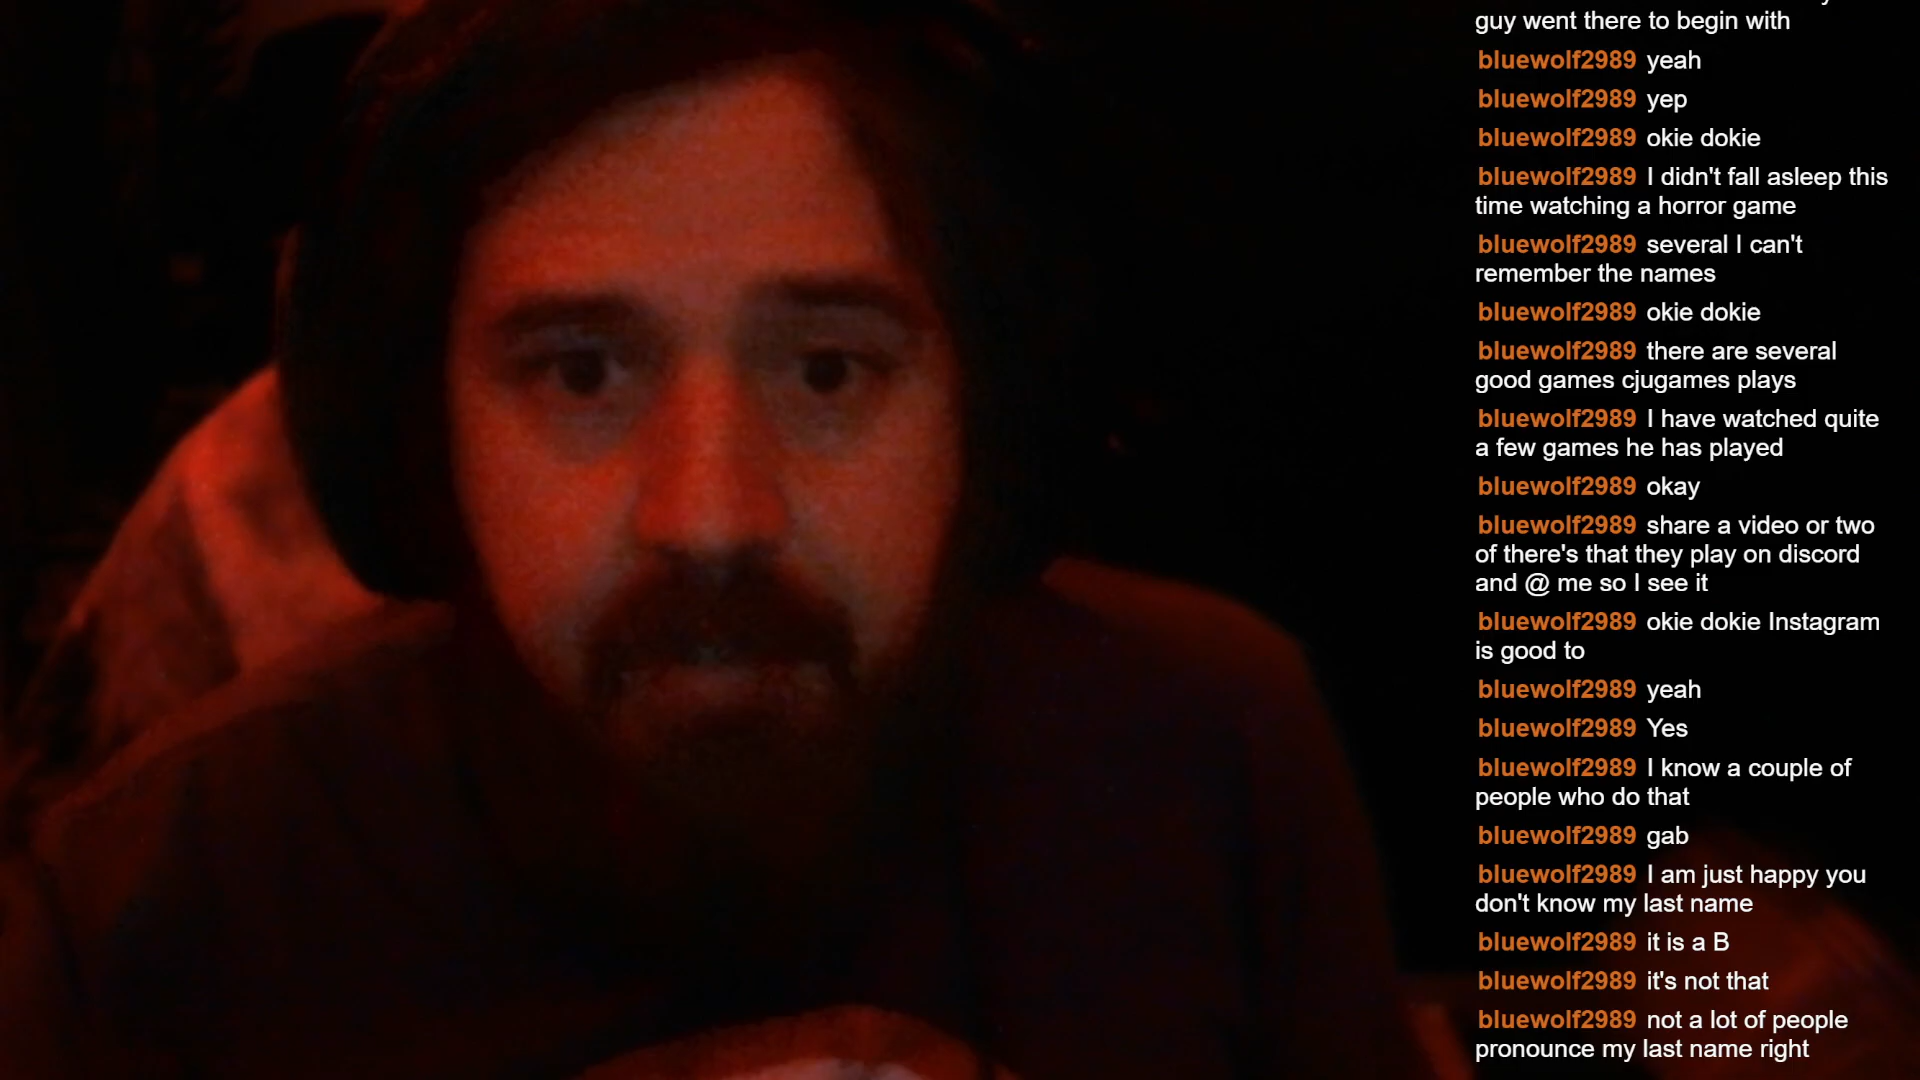 guy went there to begin with
bluewolf2989 yeah
bluewolf2989 yep
bluewolf2989 okie dokie
bluewolf2989 I didn't fall asleep this
time watching a horror game
bluewolf2989 several I can't
remember the names
bluewolf2989 okie dokie
bluewolf2989 there are several
good games cjugames plays
bluewolf2989 I have watched quite
a few games he has played
bluewolf2989 okay
bluewolf2989 share a video or two
of there's that they play on discord
and @ me so I see it
bluewolf2989 okie dokie Instagram
is good to
bluewolf2989 yeah
bluewolf2989 Yes
bluewolf2989 I know a couple of
people who do that
bluewolf2989 gab
bluewolf2989 I am just happy you
don't know my last name
bluewolf2989 it is a B
bluewolf2989 it's not that
bluewolf2989 not a lot of people
pronounce my last name right